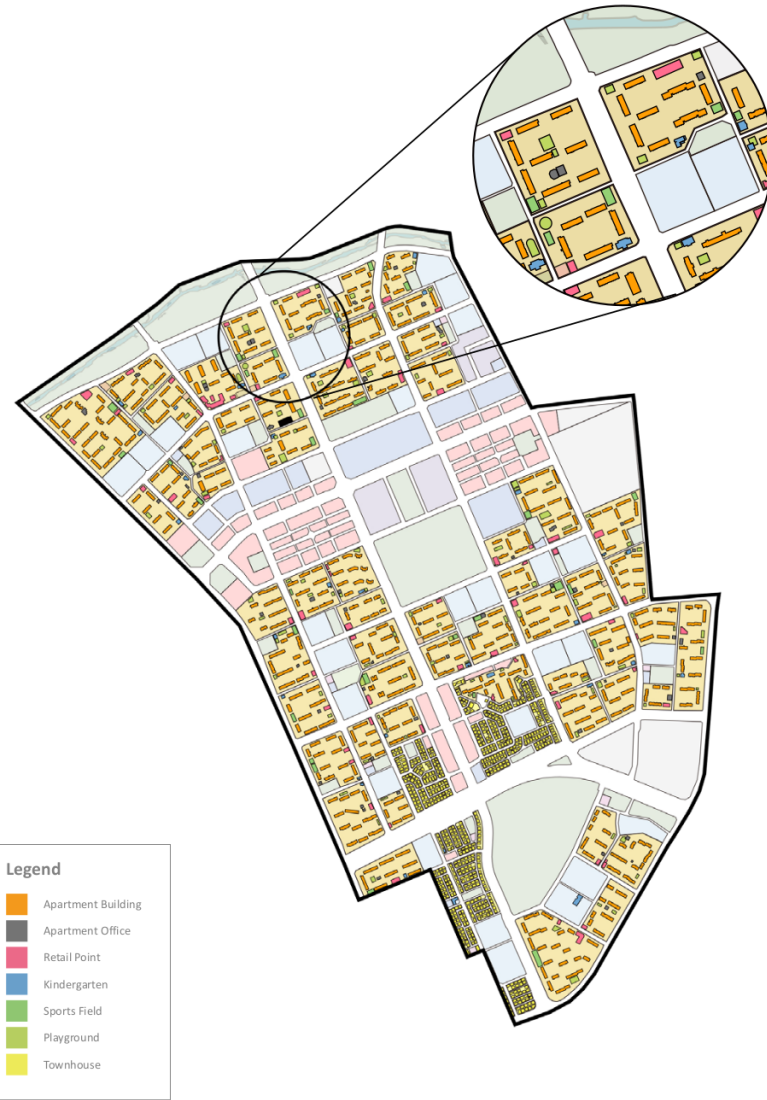 Legend
Apartment Building
Apartment Office
Retail Point
Kindergarten
Sports Field
Playground
Townhouse